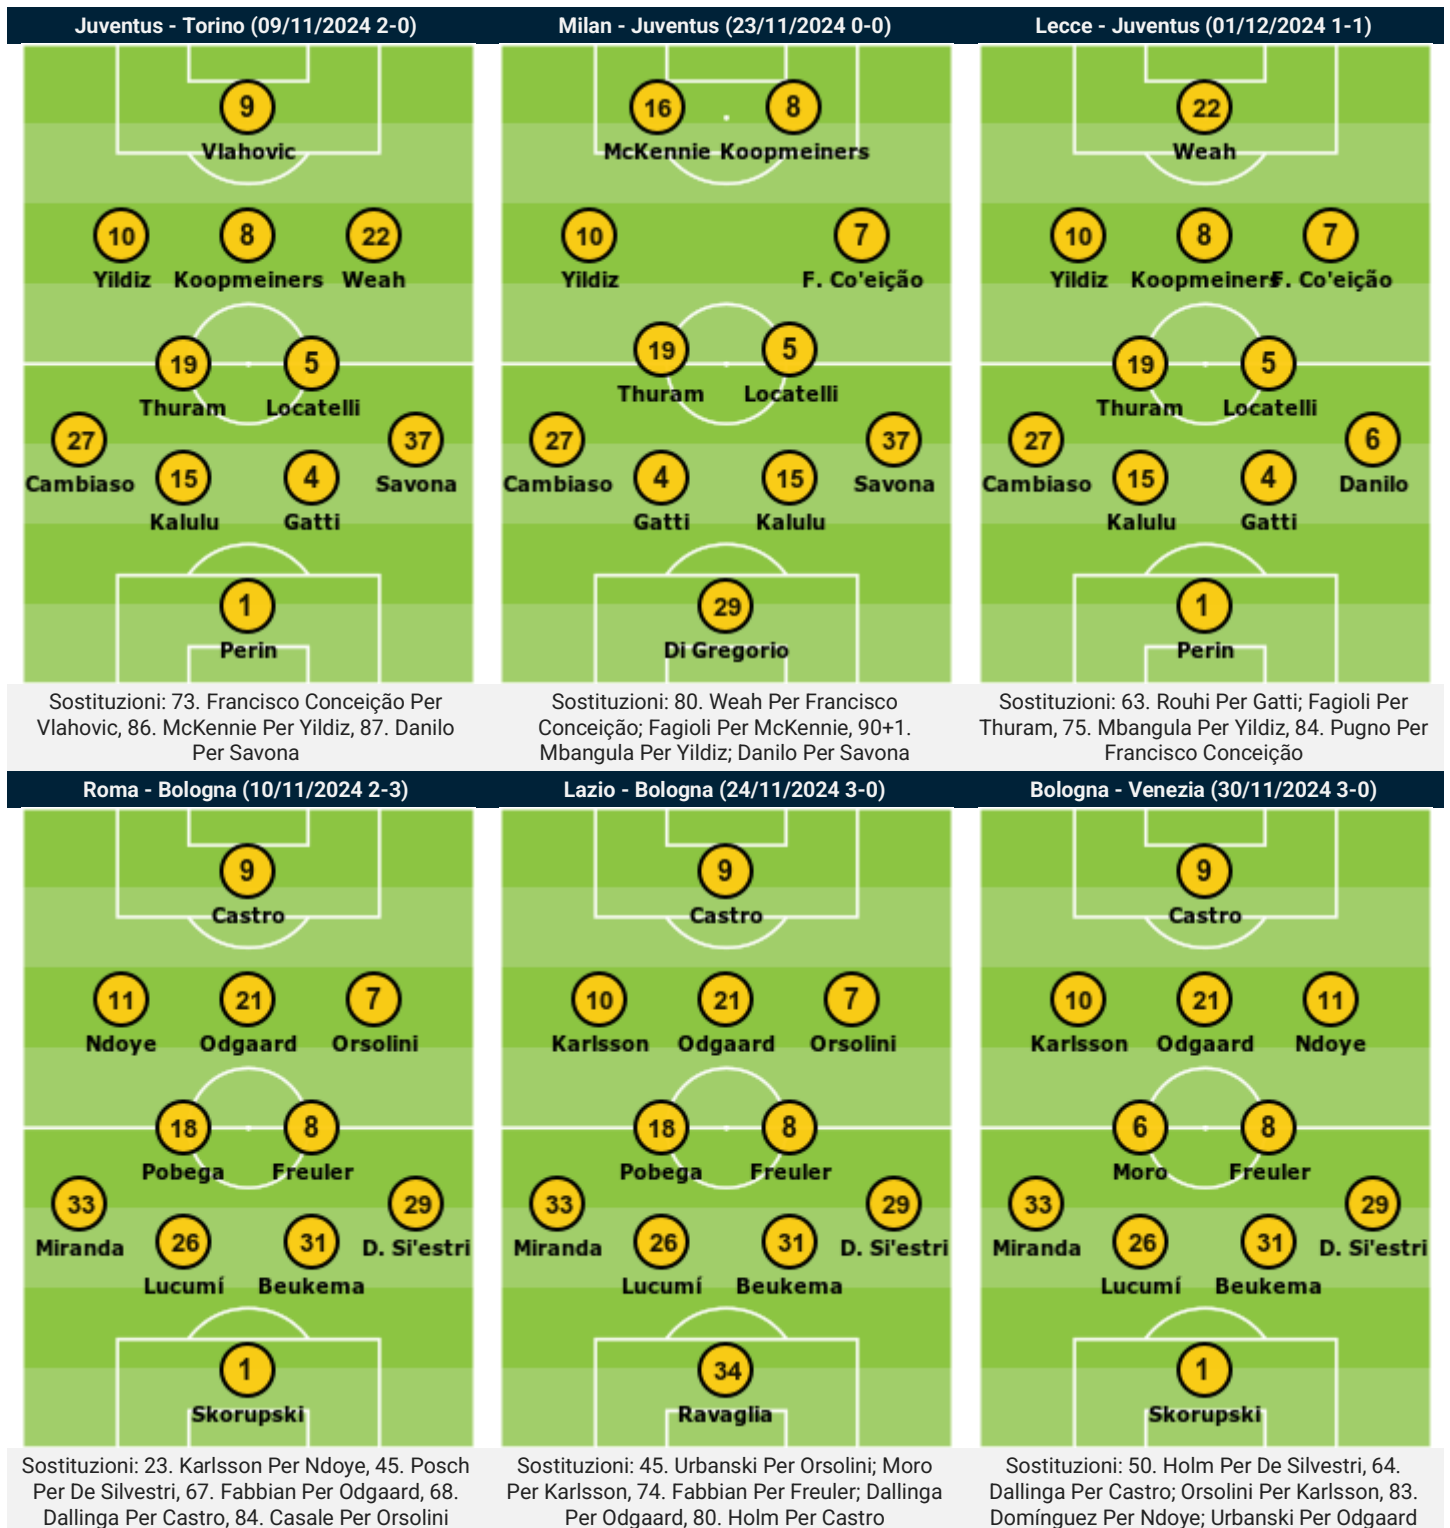 Juventus - Torino (09/11/2024 2-0)
9
Vlahovic
10 8 22
Yildiz Koopmeiners Weah
19 5
Thuram Locatelli
27 37
Cambiaso Savona
15 4
Kalulu Gatti
1
Perin
Sostituzioni: 73. Francisco Conceição Per
Vlahovic, 86. McKennie Per Yildiz, 87. Danilo
Per Savona
Milan - Juventus (23/11/2024 0-0)
16 8
McKennie Koopmeiners
10 7
Yildiz F. Co'eição
19 5
Thuram Locatelli
27 37
Cambiaso Savona
4 15
Gatti Kalulu
29
Di Gregorio
Sostituzioni: 80. Weah Per Francisco
Conceição; Fagioli Per McKennie, 90+1.
Mbangula Per Yildiz; Danilo Per Savona
Lecce - Juventus (01/12/2024 1-1)
22
Weah
10 8 7
Yildiz Koopmeiners F. Co'eição
19 5
Thuram Locatelli
27 6
Cambiaso Danilo
15 4
Kalulu Gatti
1
Perin
Sostituzioni: 63. Rouhi Per Gatti; Fagioli Per
Thuram, 75. Mbangula Per Yildiz, 84. Pugno Per
Francisco Conceição
Roma - Bologna (10/11/2024 2-3)
9
Castro
11 21 7
Ndoye Odgaard Orsolini
18 8
Pobega Freuler
33 29
Miranda D. Si'estri
26 31
Lucumí Beukema
1
Skorupski
Sostituzioni: 23. Karlsson Per Ndoye, 45. Posch
Per De Silvestri, 67. Fabbian Per Odgaard, 68.
Dallinga Per Castro, 84. Casale Per Orsolini
Lazio - Bologna (24/11/2024 3-0)
9
Castro
10 21 7
Karlsson Odgaard Orsolini
18 8
Pobega Freuler
33 29
Miranda D. Si'estri
26 31
Lucumí Beukema
34
Ravaglia
Sostituzioni: 45. Urbanski Per Orsolini; Moro
Per Karlsson, 74. Fabbian Per Freuler; Dallinga
Per Odgaard, 80. Holm Per Castro
Bologna - Venezia (30/11/2024 3-0)
9
Castro
10 21 11
Karlsson Odgaard Ndoye
6 8
Moro Freuler
33 29
Miranda D. Si'estri
26 31
Lucumí Beukema
1
Skorupski
Sostituzioni: 50. Holm Per De Silvestri, 64.
Dallinga Per Castro; Orsolini Per Karlsson, 83.
Domínguez Per Ndoye; Urbanski Per Odgaard